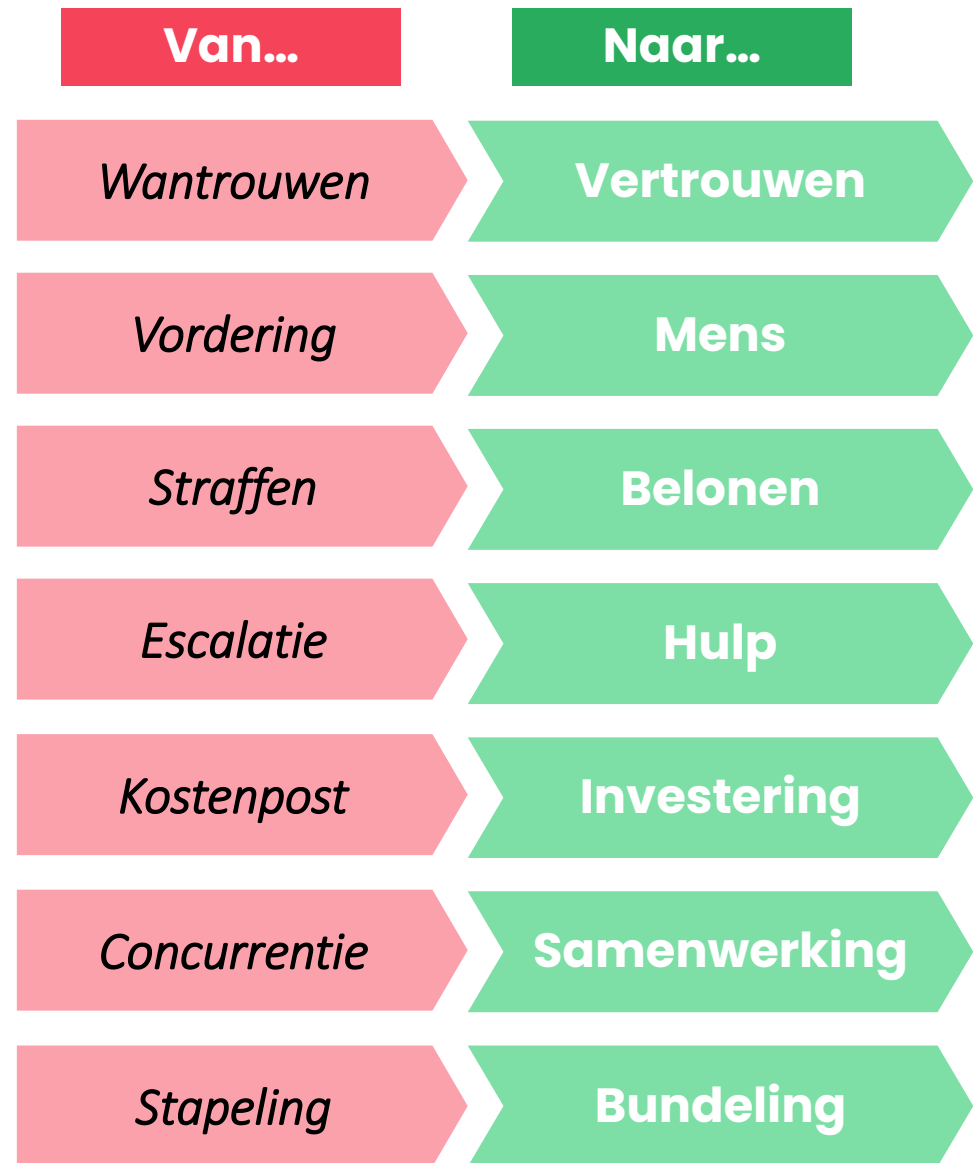 Van... Naar...
Wantrouwen Vertrouwen
Vordering Mens
Straffen Belonen
Escalatie Hulp
Kostenpost Investering
Concurrentie Samenwerking
Stapeling Bundeling